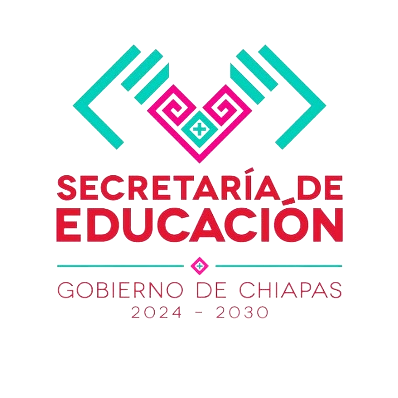 SECRETARÍA DE
EDUCACIÓN
GOBIERNO DE CHIAPAS
2024 - 2030